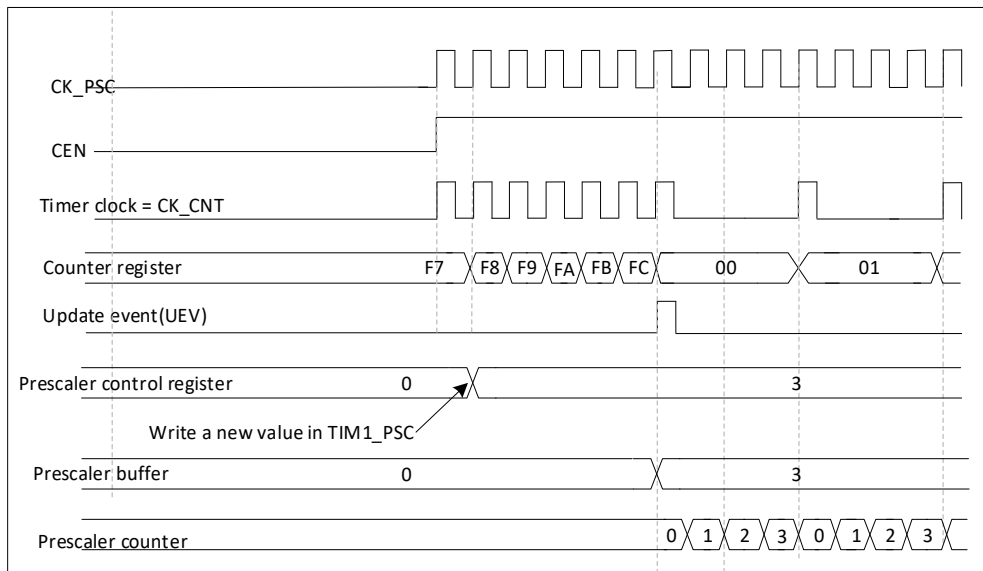 CK_PSC
CEN
Timer clock = CK_CNT
Counter register F7 F8 F9 FA FB FC 00 01
Update event(UEV)
Prescaler control register 0 3
Write a new value in TIM1_PSC
Prescaler buffer 0 3
Prescaler counter 0 1 2 3 0 1 2 3